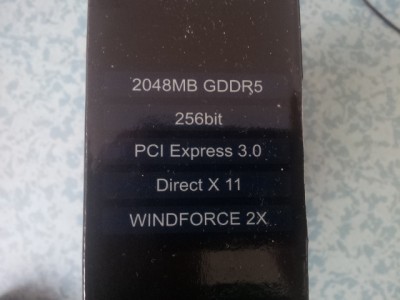 2048MB GDDR5
256bit
PCI Express 3.0
Direct X 11
WINDFORCE 2X